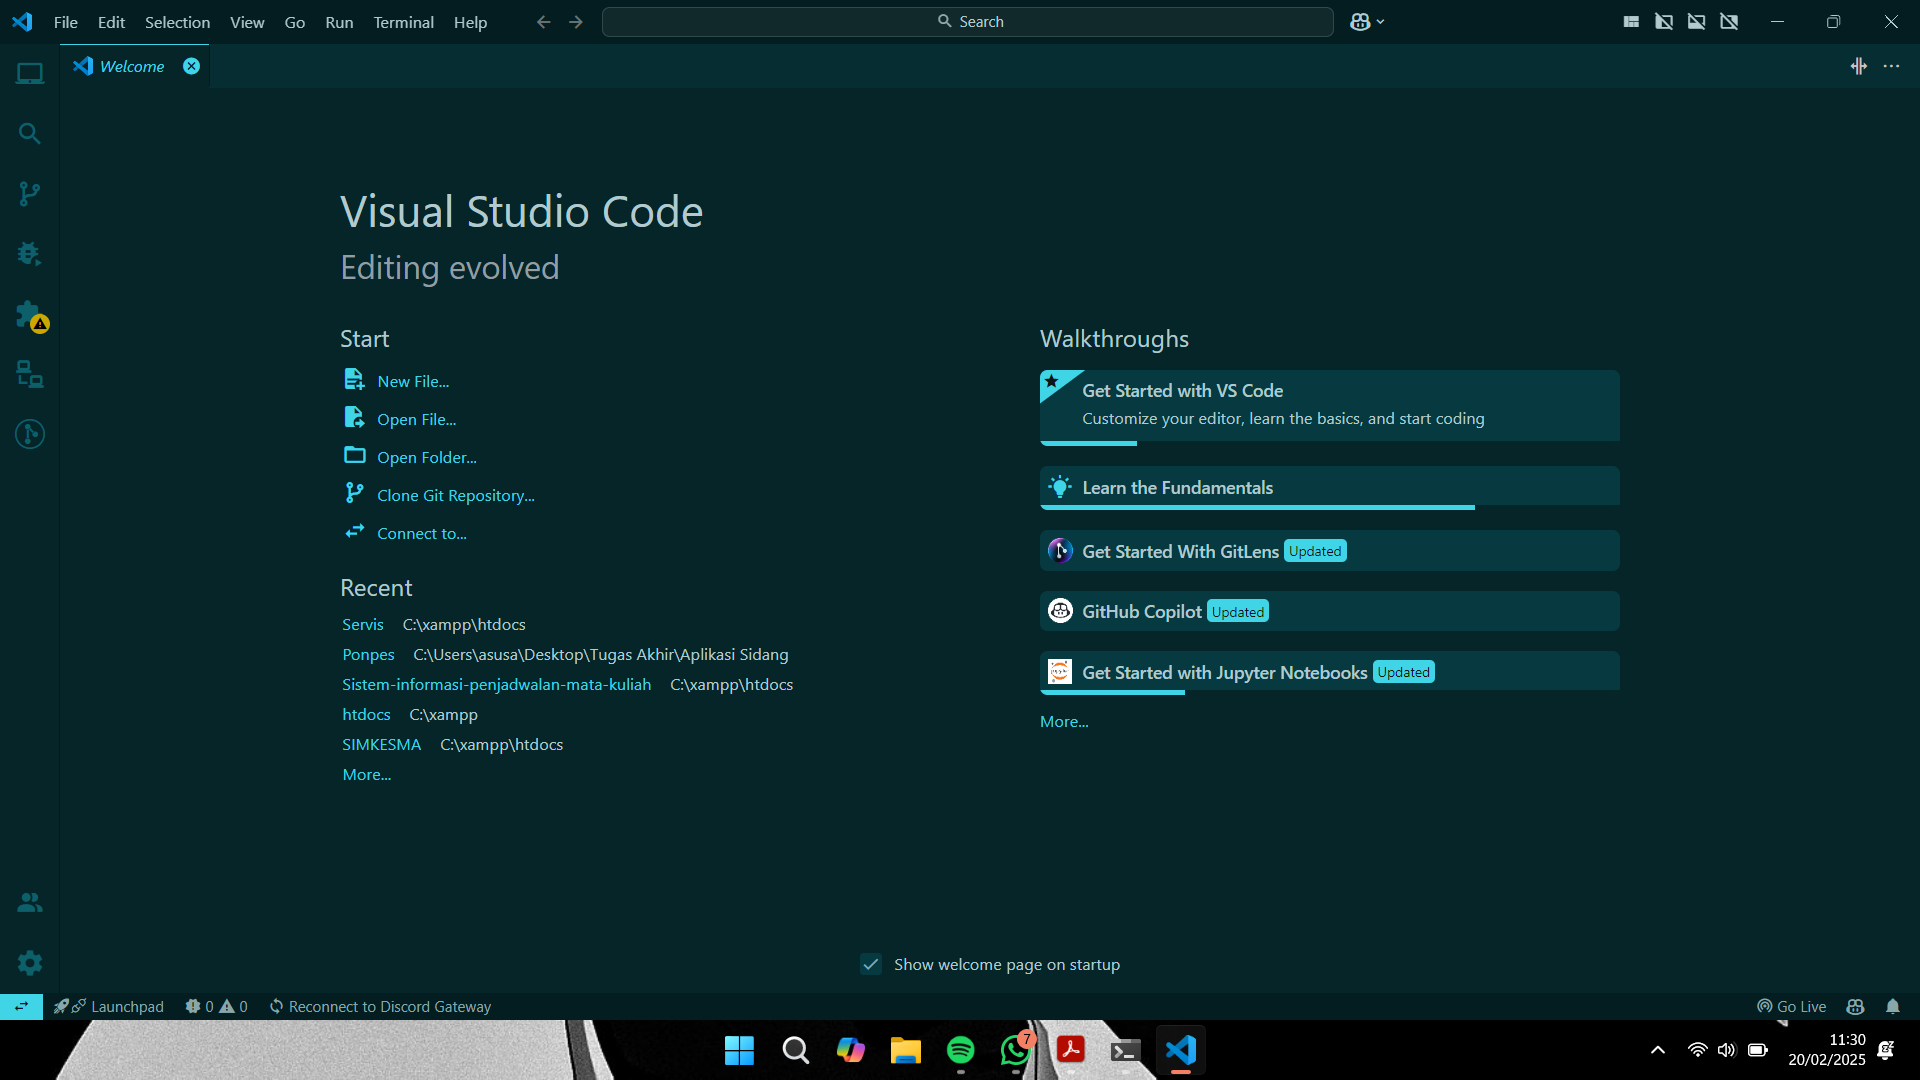 File Edit Selection View Go Run Terminal Help
Search
Welcome
Visual Studio Code
Editing evolved
Start
New File...
Open File...
Open Folder...
Clone Git Repository...
Connect to...
Recent
Servis C:\xampp\htdocs
Ponpes C:\Users\asusa\Desktop\Tugas Akhir\Aplikasi Sidang
Sistem-informasi-penjadwalan-mata-kuliah C:\xampp\htdocs
htdocs C:\xampp
SIMKESMA C:\xampp\htdocs
More...
Walkthroughs
Get Started with VS Code
Customize your editor, learn the basics, and start coding
Learn the Fundamentals
Get Started With GitLens Updated
GitHub Copilot Updated
Get Started with Jupyter Notebooks Updated
More...
Show welcome page on startup
Launchpad 0 0 Reconnect to Discord Gateway Go Live
7
11:30
20/02/2025